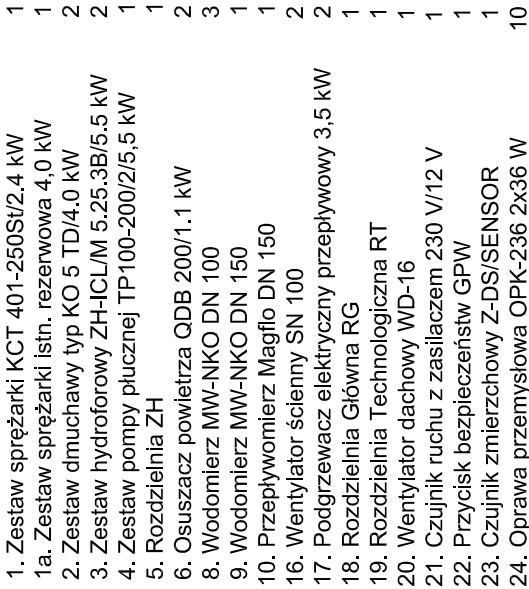 1. Zestaw sprężarki KCT 401-250St/2.4 kW 1
1a. Zestaw sprężarki istn. rezerwowa 4,0 kW 1
2. Zestaw dmuchawy typ KO 5 TD/4.0 kW 2
3. Zestaw hydroforowy ZH-ICL/M 5.25.3B/5.5 kW 2
4. Zestaw pompy płucznej TP100-200/2/5,5 kW 1
5. Rozdzielnia ZH 1
6. Osuszacz powietrza QDB 200/1.1 kW 2
8. Wodomierz MW-NKO DN 100 3
9. Wodomierz MW-NKO DN 150 1
10. Przepływomierz Magflo DN 150 1
16. Wentylator ścienny SN 100 2
17. Podgrzewacz elektryczny przepływowy 3,5 kW 2
18. Rozdzielnia Główna RG 1
19. Rozdzielnia Technologiczna RT 1
20. Wentylator dachowy WD-16 1
21. Czujnik ruchu z zasilaczem 230 V/12 V 1
22. Przycisk bezpieczeństw GPW 1
23. Czujnik zmierzchowy Z-DS/SENSOR 1
24. Oprawa przemysłowa OPK-236 2x36 W 10